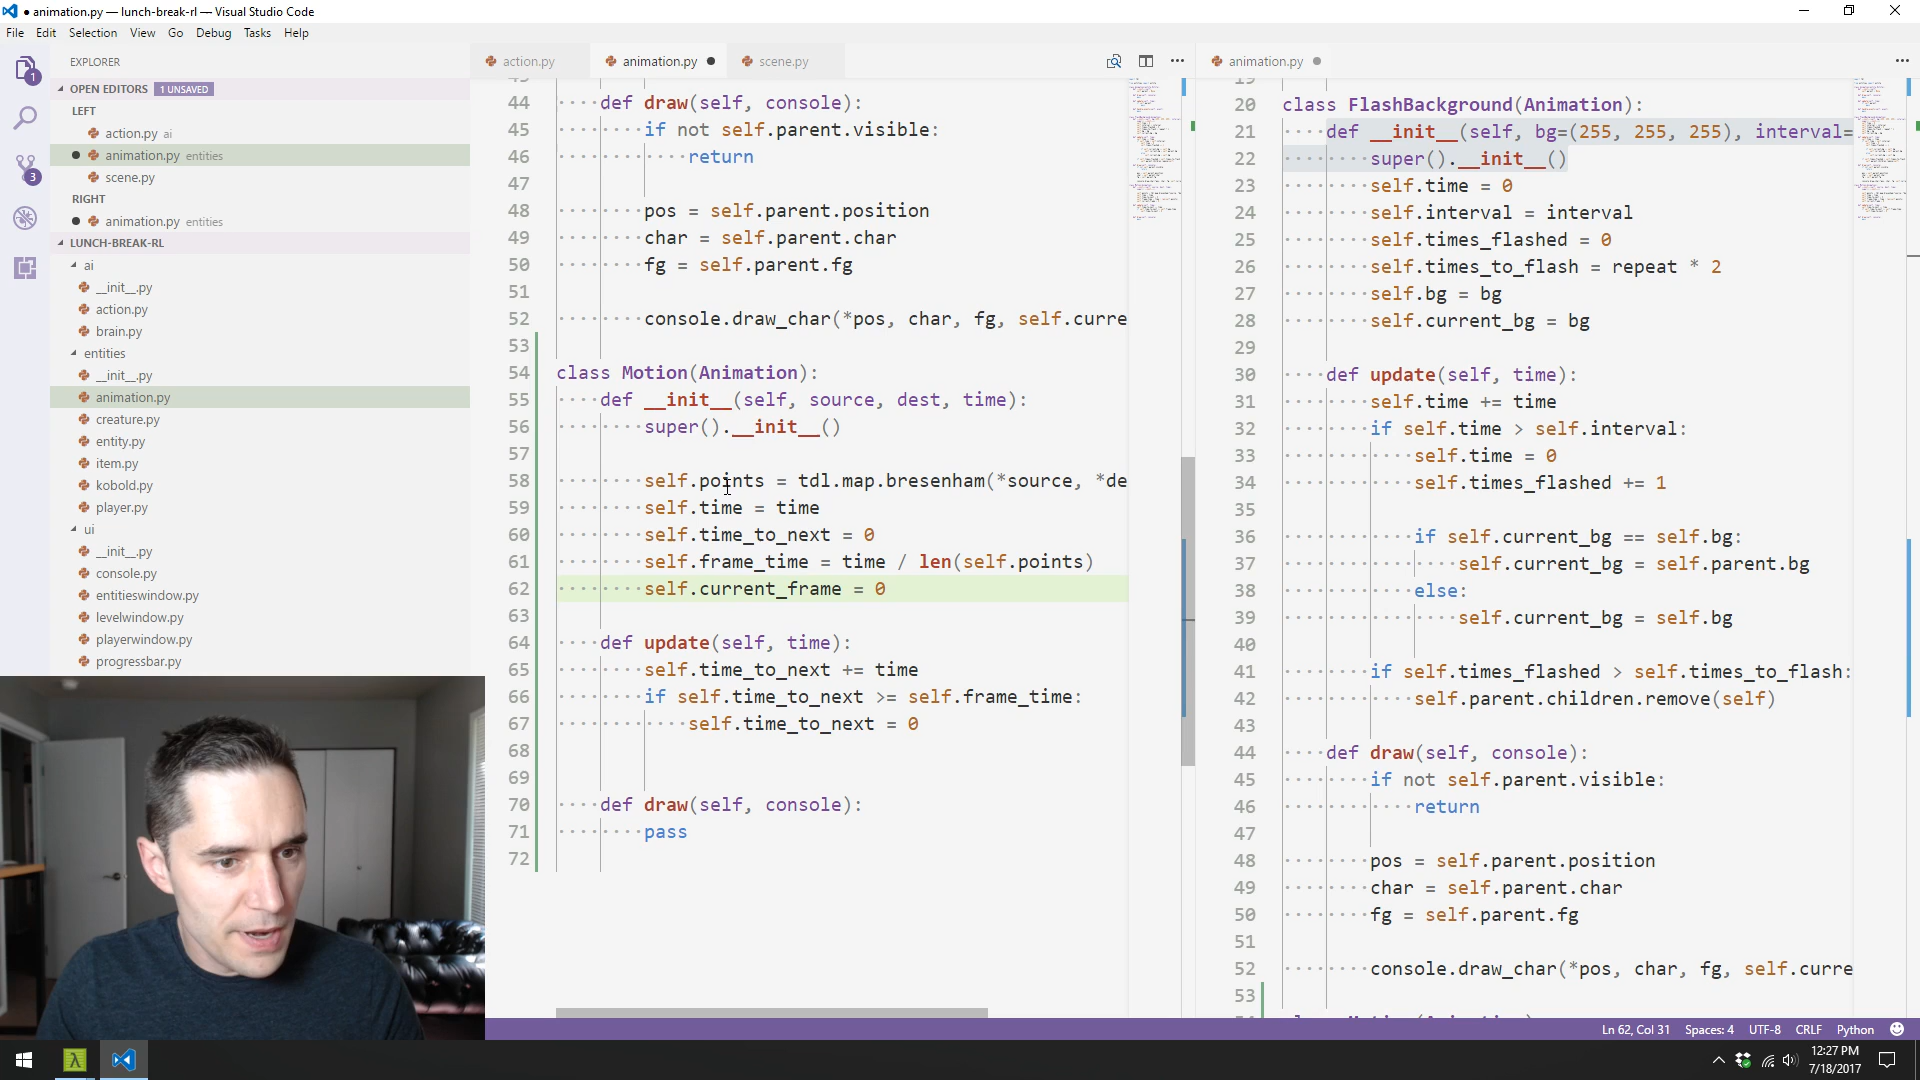 ● animation.py — lunch-break-rl — Visual Studio Code
File Edit Selection View Go Debug Tasks Help
EXPLORER
OPEN EDITORS 1 UNSAVED
LEFT
action.py ai
● animation.py entities
scene.py
RIGHT
● animation.py entities
LUNCH-BREAK-RL
ai
__init__.py
action.py
brain.py
entities
__init__.py
animation.py
creature.py
entity.py
item.py
kobold.py
player.py
ui
__init__.py
console.py
entitieswindow.py
levelwindow.py
playerwindow.py
progressbar.py
1
3
action.py animation.py ● scene.py
44 def draw(self, console):
45 if not self.parent.visible:
46 return
47
48 pos = self.parent.position
49 char = self.parent.char
50 fg = self.parent.fg
51
52 console.draw_char(*pos, char, fg, self.curre
53
54 class Motion(Animation):
55 def __init__(self, source, dest, time):
56 super().__init__()
57
58 self.points = tdl.map.bresenham(*source, *de
59 self.time = time
60 self.time_to_next = 0
61 self.frame_time = time / len(self.points)
62 self.current_frame = 0
63
64 def update(self, time):
65 self.time_to_next += time
66 if self.time_to_next >= self.frame_time:
67 self.time_to_next = 0
68
69
70 def draw(self, console):
71 pass
72
animation.py ●
19
20 class FlashBackground(Animation):
21 def __init__(self, bg=(255, 255, 255), interval=
22 super().__init__()
23 self.time = 0
24 self.interval = interval
25 self.times_flashed = 0
26 self.times_to_flash = repeat * 2
27 self.bg = bg
28 self.current_bg = bg
29
30 def update(self, time):
31 self.time += time
32 if self.time > self.interval:
33 self.time = 0
34 self.times_flashed += 1
35
36 if self.current_bg == self.bg:
37 self.current_bg = self.parent.bg
38 else:
39 self.current_bg = self.bg
40
41 if self.times_flashed > self.times_to_flash:
42 self.parent.children.remove(self)
43
44 def draw(self, console):
45 if not self.parent.visible:
46 return
47
48 pos = self.parent.position
49 char = self.parent.char
50 fg = self.parent.fg
51
52 console.draw_char(*pos, char, fg, self.curre
53
Ln 62, Col 31 Spaces: 4 UTF-8 CRLF Python
12:27 PM
7/18/2017